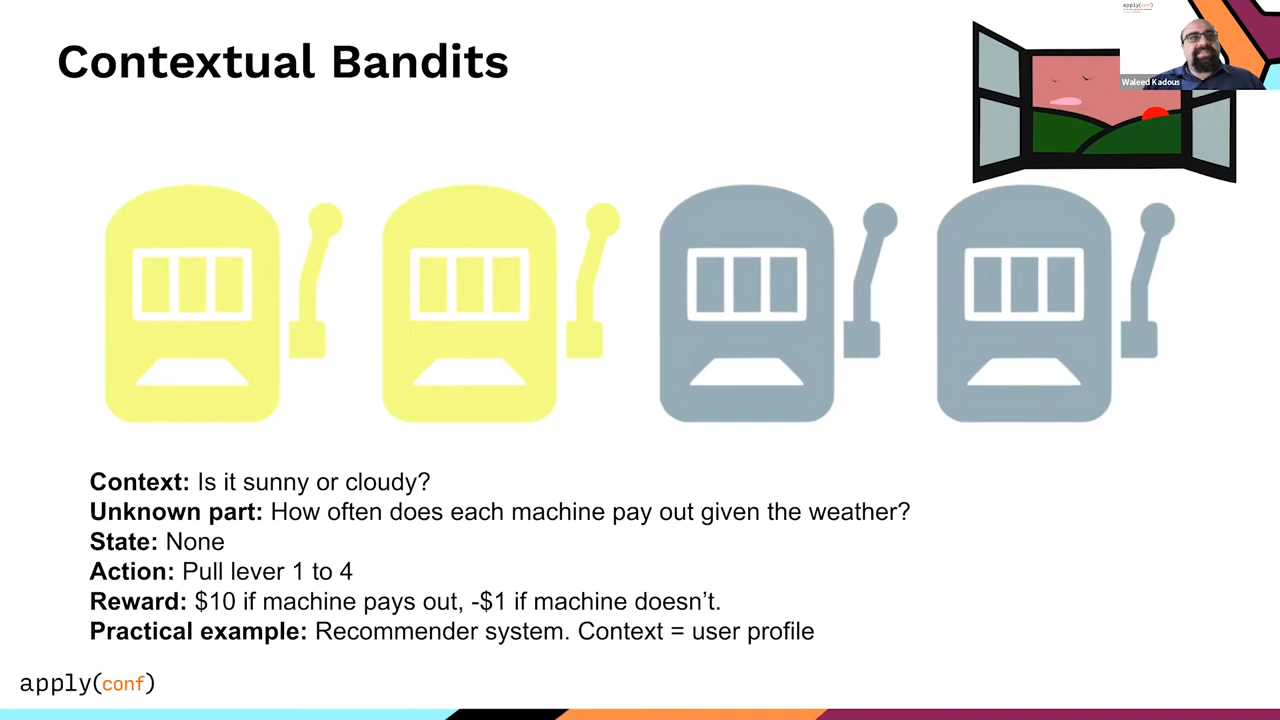 Contextual Bandits
apply(conf)
Waleed Kadous
Context: Is it sunny or cloudy?
Unknown part: How often does each machine pay out given the weather?
State: None
Action: Pull lever 1 to 4
Reward: $10 if machine pays out, -$1 if machine doesn’t.
Practical example: Recommender system. Context = user profile
apply(conf)